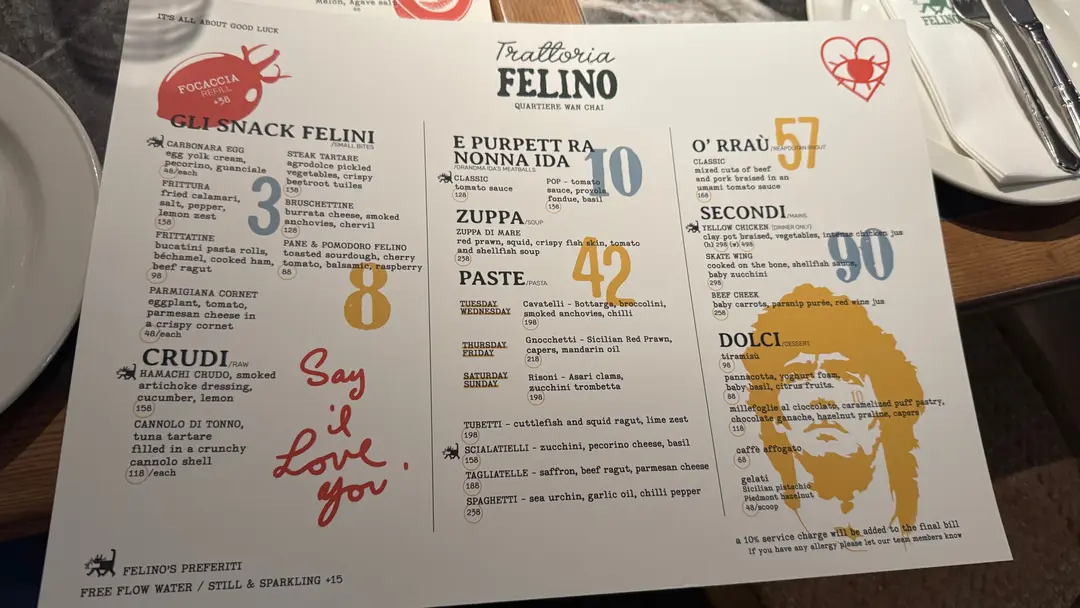 Melon, Agave salt
IT'S ALL ABOUT GOOD LUCK
FOCACCIA
REFILL
+38
Trattoria
FELINO
QUARTIERE WAN CHAI
FELINO
GLI SNACK FELINI
/SMALL BITES
CARBONARA EGG
egg yolk cream,
pecorino, guanciale
48/each
FRITTURA
fried calamari,
salt, pepper,
lemon zest
158
FRITTATINE
bucatini pasta rolls,
béchamel, cooked ham,
beef ragut
98
PARMIGIANA CORNET
eggplant, tomato,
parmesan cheese in
a crispy cornet
48/each
STEAK TARTARE
agrodolce pickled
vegetables, crispy
beetroot tuiles
138
BRUSCHETTINE
burrata cheese, smoked
anchovies, chervil
128
PANE & POMODORO FELINO
toasted sourdough, cherry
tomato, balsamic, raspberry
88
3
8
CRUDI/RAW
HAMACHI CRUDO, smoked
artichoke dressing,
cucumber, lemon
158
CANNOLO DI TONNO,
tuna tartare
filled in a crunchy
cannolo shell
118/each
Say
il
Love
you
.
FELINO'S PREFERITI
FREE FLOW WATER / STILL & SPARKLING +15
E PURPETT RA
NONNA IDA
/GRANDMA IDA'S MEATBALLS
10
CLASSIC
tomato sauce
128
POP - tomato
sauce, provola
fondue, basil
138
ZUPPA/SOUP
ZUPPA DI MARE
red prawn, squid, crispy fish skin, tomato
and shellfish soup
238
42
PASTE/PASTA
TUESDAY
WEDNESDAY
Cavatelli - Bottarga, broccolini,
smoked anchovies, chilli
198
THURSDAY
FRIDAY
Gnocchetti - Sicilian Red Prawn,
capers, mandarin oil
218
SATURDAY
SUNDAY
Risoni - Asari clams,
zucchini trombetta
198
TUBETTI - cuttlefish and squid ragut, lime zest
198
SCIALATIELLI - zucchini, pecorino cheese, basil
158
TAGLIATELLE - saffron, beef ragut, parmesan cheese
188
SPAGHETTI - sea urchin, garlic oil, chilli pepper
258
O' RRAÙ/NEAPOLITAN RAGUT
57
CLASSIC
mixed cuts of beef
and pork braised in an
umami tomato sauce
168
SECONDI/MAINS
YELLOW CHICKEN (DINNER ONLY)
clay pot braised, vegetables, intense chicken jus
(h) 298 (w) 498
SKATE WING
cooked on the bone, shellfish sauce,
baby zucchini
298
90
BEEF CHEEK
baby carrots, parsnip purée, red wine jus
258
DOLCI/DESSERT
tiramisù
98
pannacotta, yoghurt foam,
baby basil, citrus fruits.
88
millefoglie al cioccolato, caramelized puff pastry,
chocolate ganache, hazelnut praline, capers
118
caffè affogato
68
gelati
Sicilian pistachio
Piedmont hazelnut
48/scoop
10
a 10% service charge will be added to the final bill
if you have any allergy please let our team members know